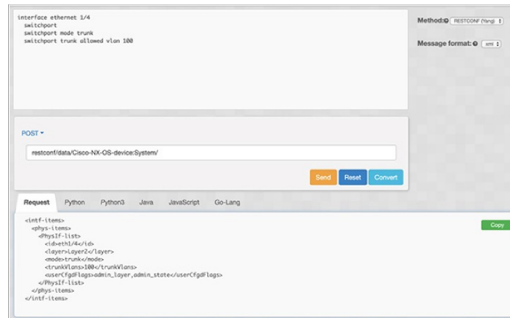 interface ethernet 1/4
switchport
switchport mode trunk
switchport trunk allowed vlan 100
Method: RESTCONF (Yang)
Message format: xml
POST
restconf/data/Cisco-NX-OS-device:System/
Send Reset Convert
Request Python Python3 Java JavaScript Go-Lang
Copy
<intf-items>
<phys-items>
<PhysIf-list>
<id>eth1/4</id>
<layer>Layer2</layer>
<mode>trunk</mode>
<trunkVlans>100</trunkVlans>
<userCfgdFlags>admin_layer,admin_state</userCfgdFlags>
</PhysIf-list>
</phys-items>
</intf-items>